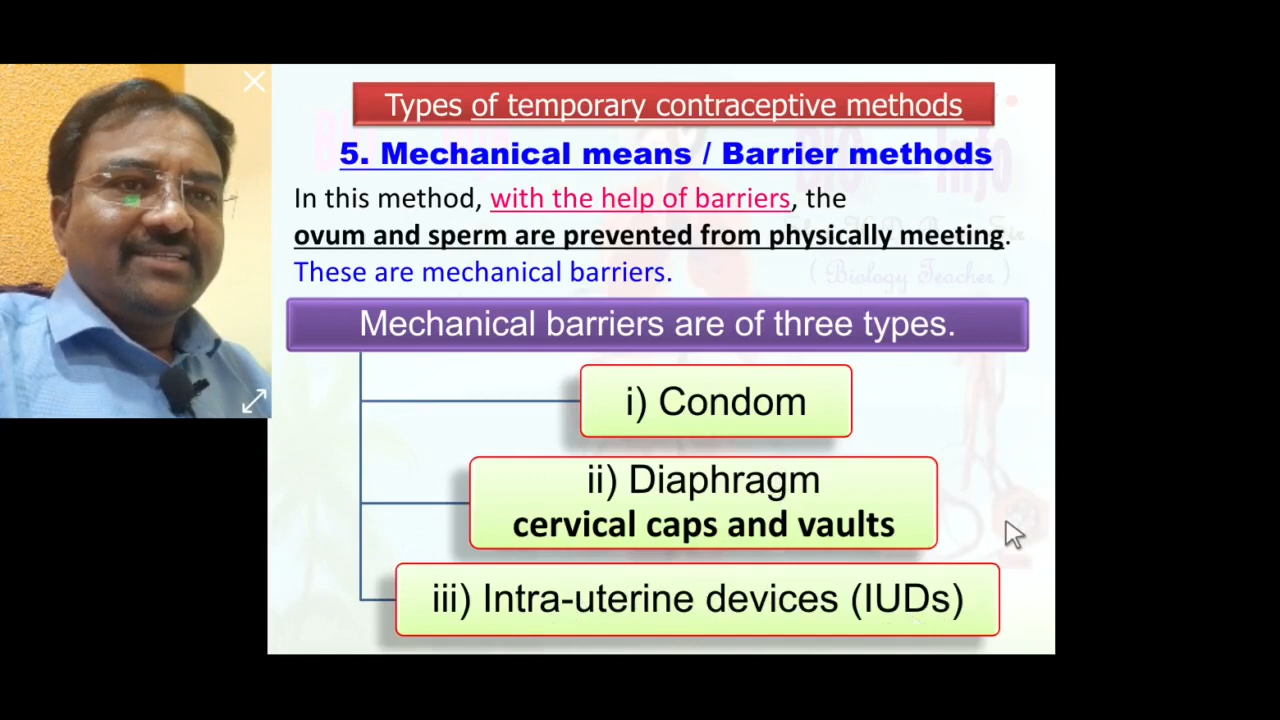 Types of temporary contraceptive methods
5. Mechanical means / Barrier methods
In this method, with the help of barriers, the
ovum and sperm are prevented from physically meeting.
These are mechanical barriers.
( Biology Teacher )
Mechanical barriers are of three types.
i) Condom
ii) Diaphragm
cervical caps and vaults
iii) Intra-uterine devices (IUDs)